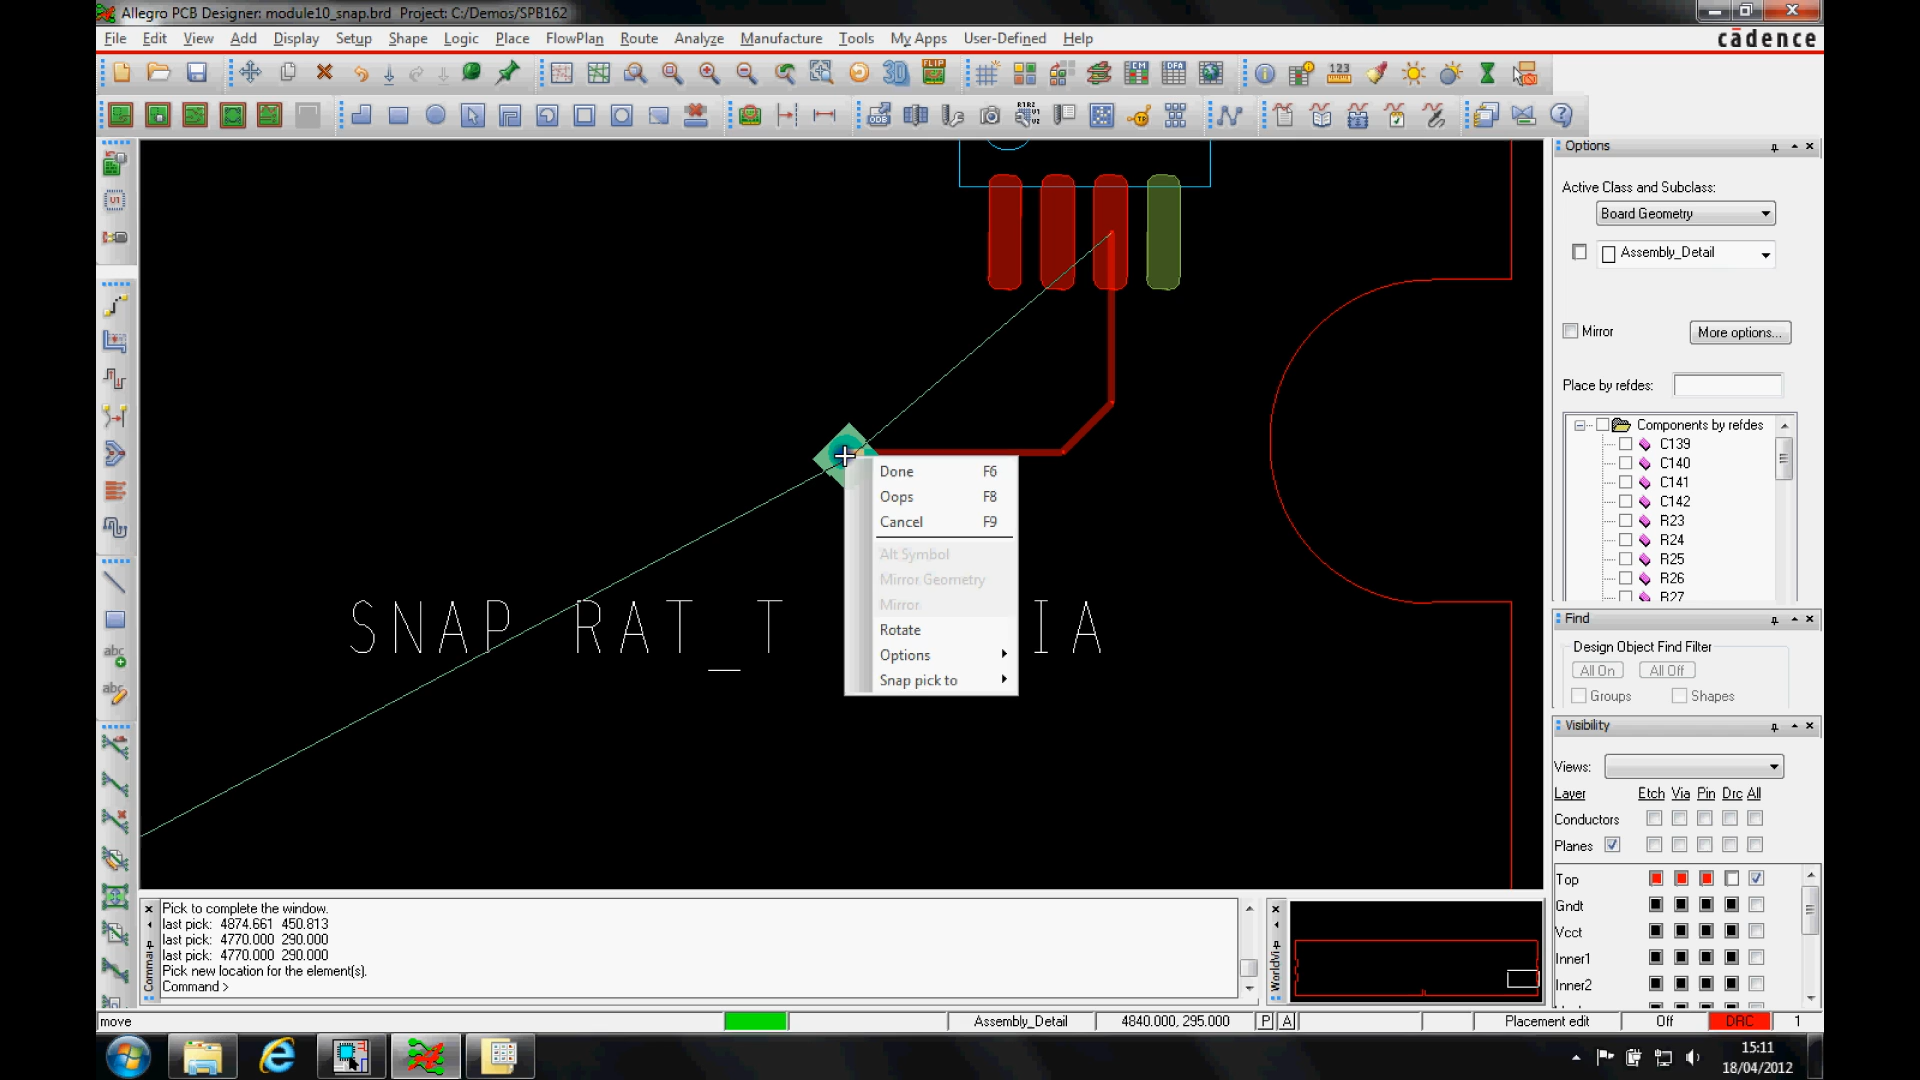 Allegro PCB Designer: module10_snap.brd Project: C:/Demos/SPB162
File Edit View Add Display Setup Shape Logic Place FlowPlan Route Analyze Manufacture Tools My Apps User-Defined Help
cādence
Options
Active Class and Subclass:
Board Geometry
Assembly_Detail
Mirror
More options...
Place by refdes:
Components by refdes
C139
C140
C141
C142
R23
R24
R25
R26
R27
Done F6
Oops F8
Cancel F9
Alt Symbol
Mirror Geometry
Mirror
Rotate
Options
Snap pick to
SNAP RAT_T IA
Find
Design Object Find Filter
All On All Off
Groups Shapes
Visibility
Views:
Layer Etch Via Pin Drc All
Conductors
Planes
Top
Gndt
Vcct
Inner1
Inner2
Pick to complete the window.
last pick: 4874.661 450.813
last pick: 4770.000 290.000
last pick: 4770.000 290.000
Pick new location for the element(s).
Command >
move Assembly_Detail 4840.000, 295.000 P A Placement edit Off DRC 1
15:11
18/04/2012